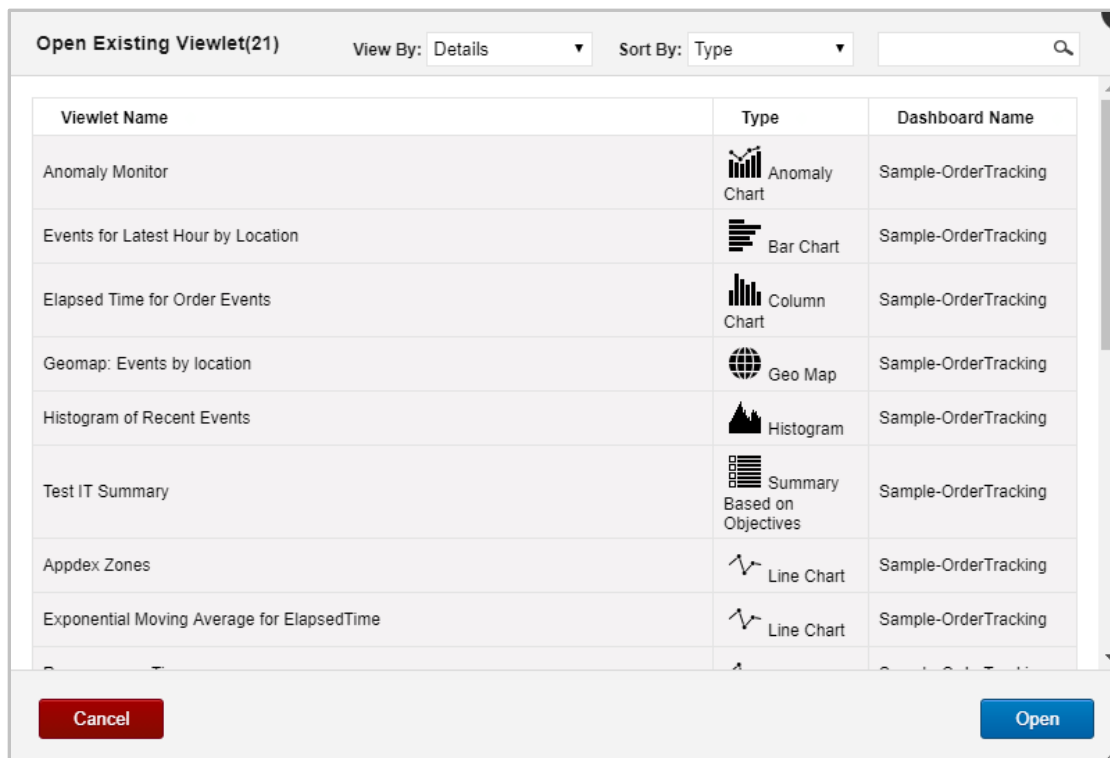 Open Existing Viewlet(21) View By: Details Sort By: Type
Viewlet Name Type Dashboard Name
Anomaly Monitor Anomaly Chart Sample-OrderTracking
Events for Latest Hour by Location Bar Chart Sample-OrderTracking
Elapsed Time for Order Events Column Chart Sample-OrderTracking
Geomap: Events by location Geo Map Sample-OrderTracking
Histogram of Recent Events Histogram Sample-OrderTracking
Test IT Summary Summary Based on Objectives Sample-OrderTracking
Appdex Zones Line Chart Sample-OrderTracking
Exponential Moving Average for ElapsedTime Line Chart Sample-OrderTracking
Cancel Open